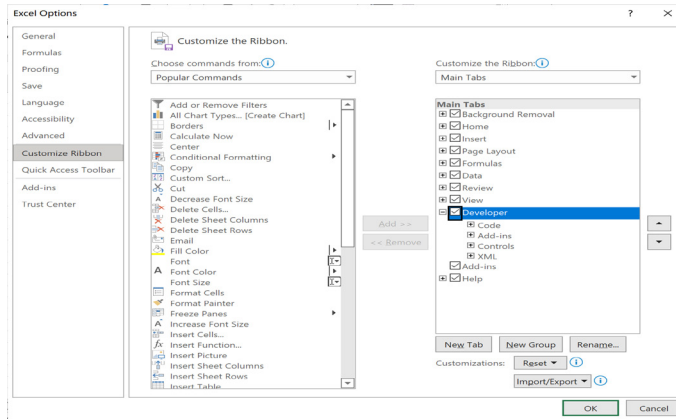 Excel Options
?
General
Formulas
Proofing
Save
Language
Accessibility
Advanced
Customize Ribbon
Quick Access Toolbar
Add-ins
Trust Center
Customize the Ribbon.
Choose commands from:
Popular Commands
Add or Remove Filters
All Chart Types... [Create Chart]
Borders
Calculate Now
Center
Conditional Formatting
Copy
Custom Sort...
Cut
Decrease Font Size
Delete Cells...
Delete Sheet Columns
Delete Sheet Rows
Email
Fill Color
Font
Font Color
Font Size
Format Cells
Format Painter
Freeze Panes
Increase Font Size
Insert Cells...
Insert Function...
Insert Picture
Insert Sheet Columns
Insert Sheet Rows
Insert Table
Add >>
<< Remove
Customize the Ribbon:
Main Tabs
Main Tabs
Background Removal
Home
Insert
Page Layout
Formulas
Data
Review
View
Developer
Code
Add-ins
Controls
XML
Add-ins
Help
New Tab
New Group
Rename...
Customizations:
Reset
Import/Export
OK
Cancel